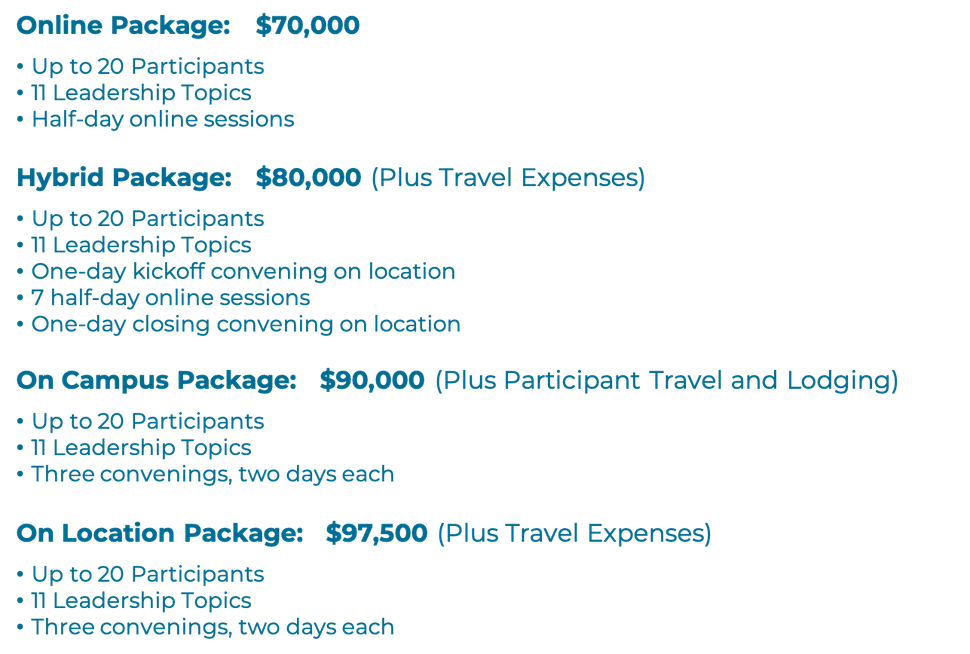 Online Package: $70,000
• Up to 20 Participants
• 11 Leadership Topics
• Half-day online sessions
Hybrid Package: $80,000 (Plus Travel Expenses)
• Up to 20 Participants
• 11 Leadership Topics
• One-day kickoff convening on location
• 7 half-day online sessions
• One-day closing convening on location
On Campus Package: $90,000 (Plus Participant Travel and Lodging)
• Up to 20 Participants
• 11 Leadership Topics
• Three convenings, two days each
On Location Package: $97,500 (Plus Travel Expenses)
• Up to 20 Participants
• 11 Leadership Topics
• Three convenings, two days each